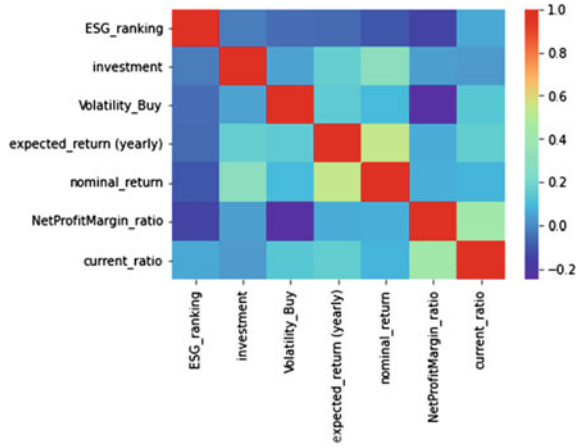 ESG_ranking
investment
Volatility_Buy
expected_return (yearly)
nominal_return
NetProfitMargin_ratio
current_ratio
ESG_ranking
investment
Volatility_Buy
expected_return (yearly)
nominal_return
NetProfitMargin_ratio
current_ratio
1.0
0.8
0.6
0.4
0.2
0.0
−0.2